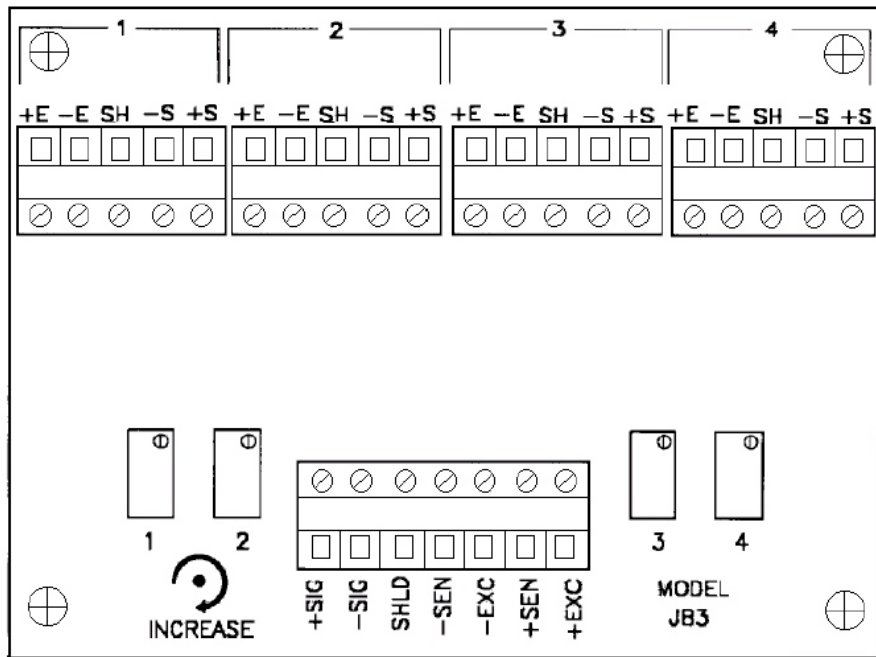 1 2 3 4
+E -E SH -S +S +E -E SH -S +S +E -E SH -S +S +E -E SH -S +S
1 2 3 4
+SIG
-SIG
SHLD
-SEN
-EXC
+SEN
+EXC
INCREASE
MODEL
JB3